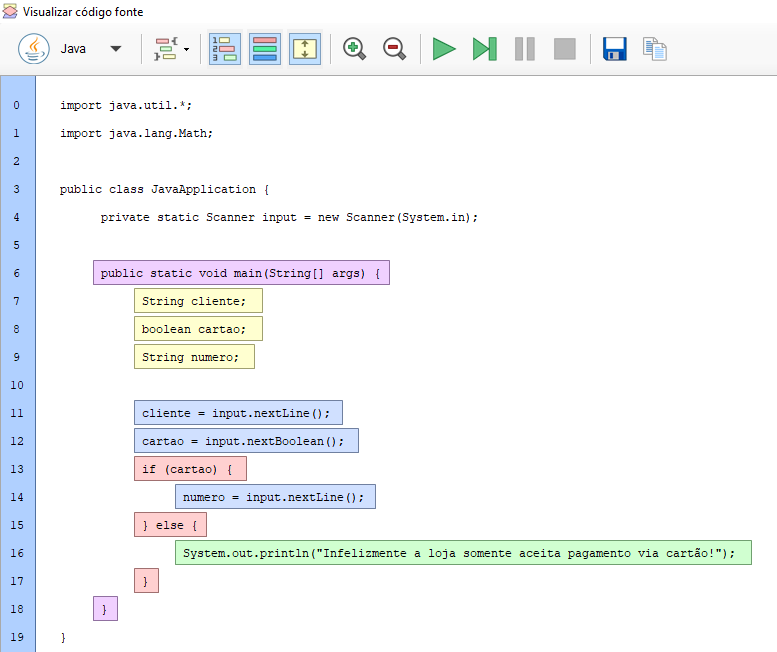 Visualizar código fonte
Java
0 import java.util.*;
1 import java.lang.Math;
2
3 public class JavaApplication {
4 private static Scanner input = new Scanner(System.in);
5
6 public static void main(String[] args) {
7 String cliente;
8 boolean cartao;
9 String numero;
10
11 cliente = input.nextLine();
12 cartao = input.nextBoolean();
13 if (cartao) {
14 numero = input.nextLine();
15 } else {
16 System.out.println("Infelizmente a loja somente aceita pagamento via cartão!");
17 }
18 }
19 }